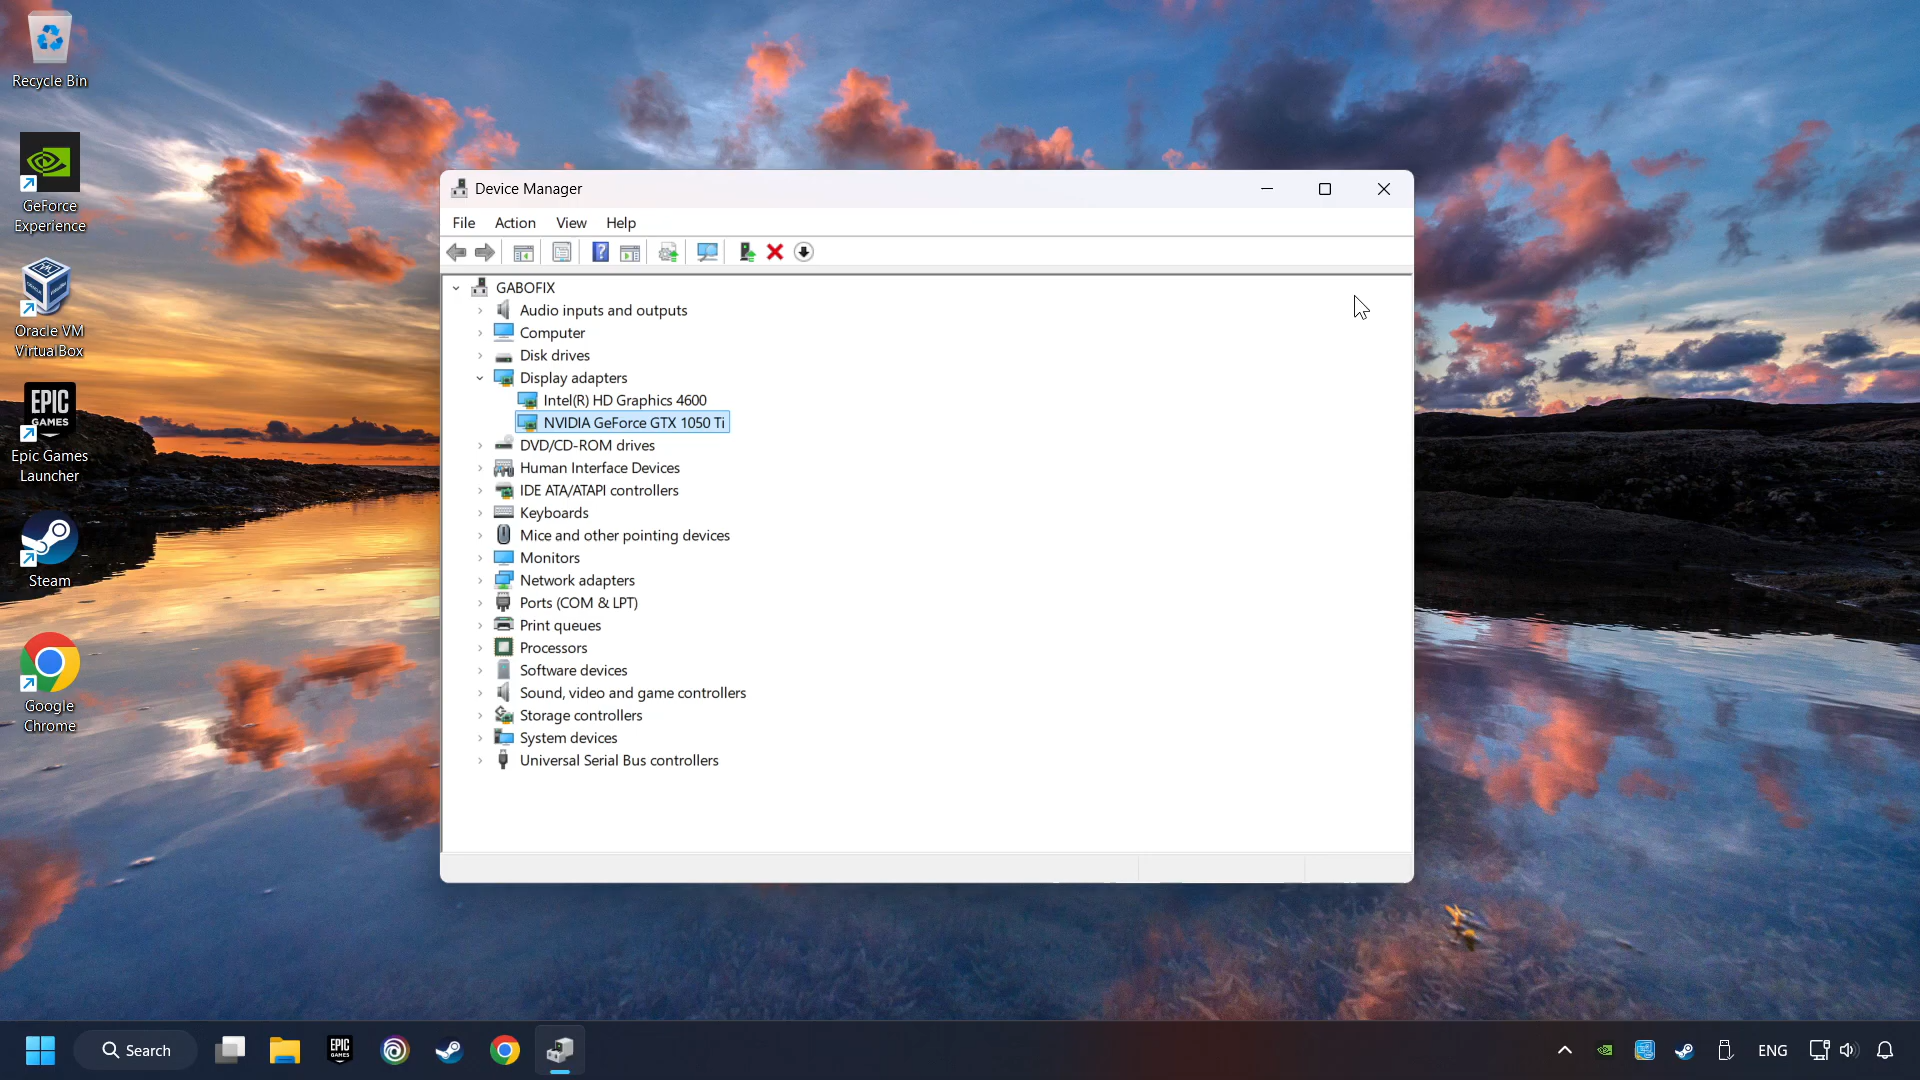 Recycle Bin
GeForce
Experience
Oracle VM
VirtualBox
EPIC
GAMES
Epic Games
Launcher
Steam
Google
Chrome
Device Manager
File Action View Help
GABOFIX
Audio inputs and outputs
Computer
Disk drives
Display adapters
Intel(R) HD Graphics 4600
NVIDIA GeForce GTX 1050 Ti
DVD/CD-ROM drives
Human Interface Devices
IDE ATA/ATAPI controllers
Keyboards
Mice and other pointing devices
Monitors
Network adapters
Ports (COM & LPT)
Print queues
Processors
Software devices
Sound, video and game controllers
Storage controllers
System devices
Universal Serial Bus controllers
Search
EPIC
GAMES
ENG